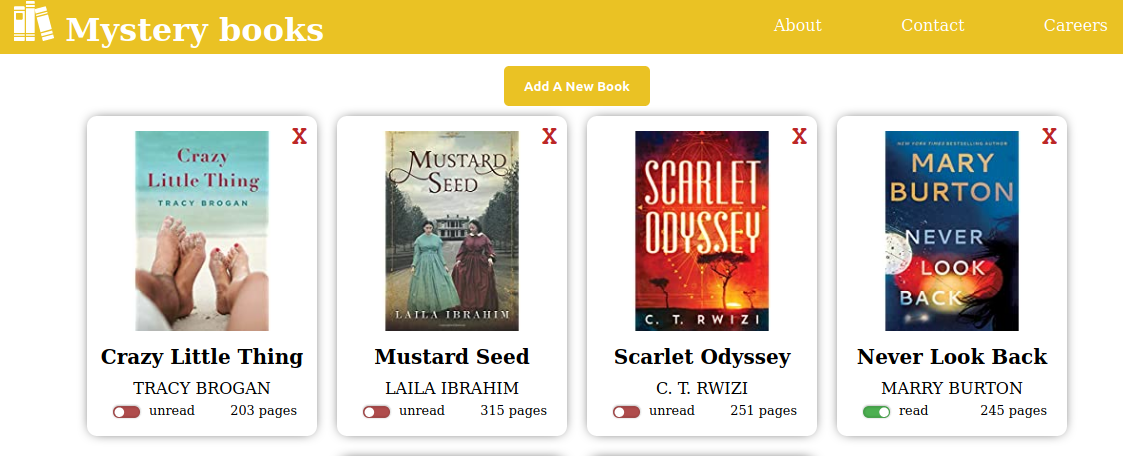 Mystery books
About Contact Careers
Add A New Book
X
Crazy
Little Thing
TRACY BROGAN
Crazy Little Thing
TRACY BROGAN
unread 203 pages
X
MUSTARD
SEED
LAILA IBRAHIM
Mustard Seed
LAILA IBRAHIM
unread 315 pages
X
SCARLET
ODYSSEY
C. T. RWIZI
Scarlet Odyssey
C. T. RWIZI
unread 251 pages
X
NEW YORK TIMES BESTSELLING AUTHOR
MARY
BURTON
NEVER
LOOK
BACK
Never Look Back
MARRY BURTON
read 245 pages